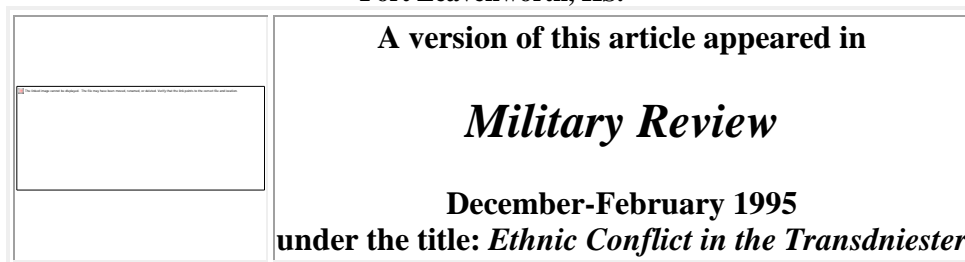 A version of this article appeared in
Military Review
December-February 1995
under the title: Ethnic Conflict in the Transdniester